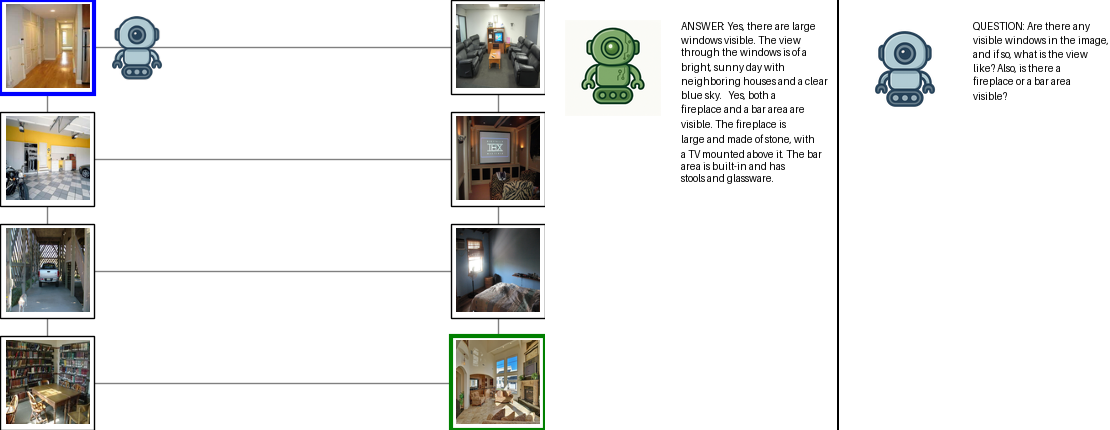 ANSWER: Yes, there are large
windows visible. The view
through the windows is of a
bright, sunny day with
neighboring houses and a clear
blue sky.   Yes, both a
fireplace and a bar area are
visible. The fireplace is
large and made of stone, with
a TV mounted above it. The bar
area is built-in and has
stools and glassware.
QUESTION: Are there any
visible windows in the image,
and if so, what is the view
like? Also, is there a
fireplace or a bar area
visible?
THX